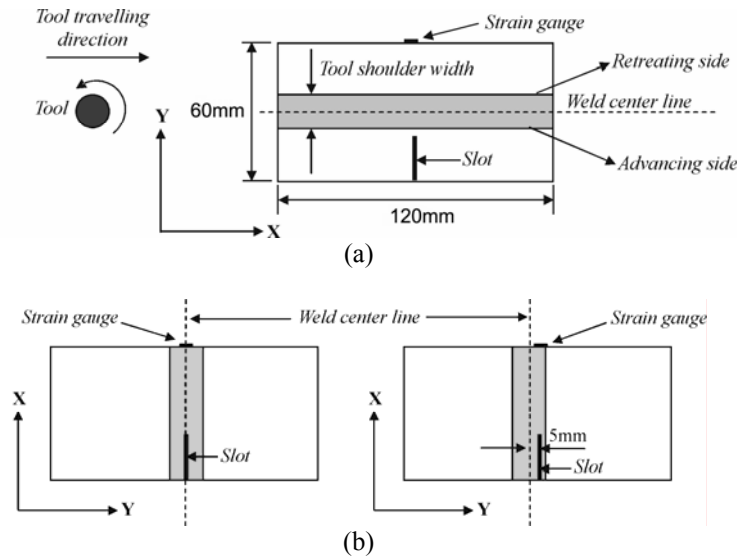 Tool travelling
direction
Tool
Y
X
Strain gauge
Tool shoulder width
Retreating side
60mm
Weld center line
Slot
Advancing side
120mm
(a)
Strain gauge
Weld center line
Strain gauge
X
Slot
Y
X
5mm
Slot
Y
(b)